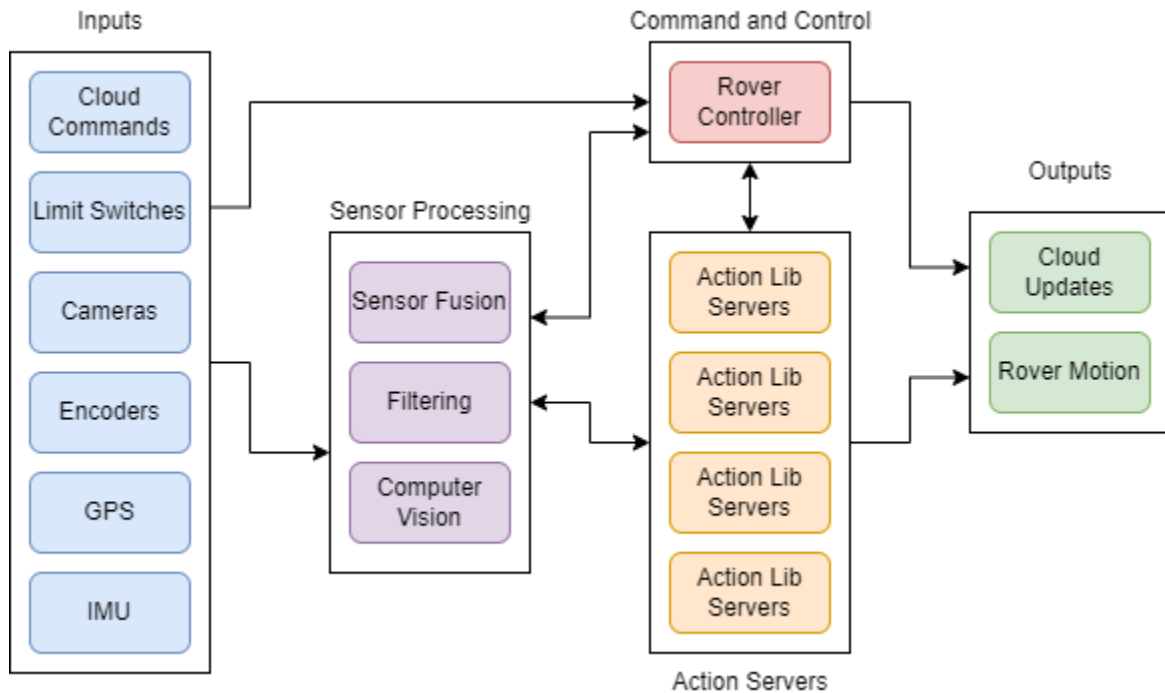 Inputs
Cloud
Commands
Limit Switches
Cameras
Encoders
GPS
IMU
Sensor Processing
Sensor Fusion
Filtering
Computer
Vision
Command and Control
Rover
Controller
Action Lib
Servers
Action Lib
Servers
Action Lib
Servers
Action Lib
Servers
Action Servers
Outputs
Cloud
Updates
Rover Motion